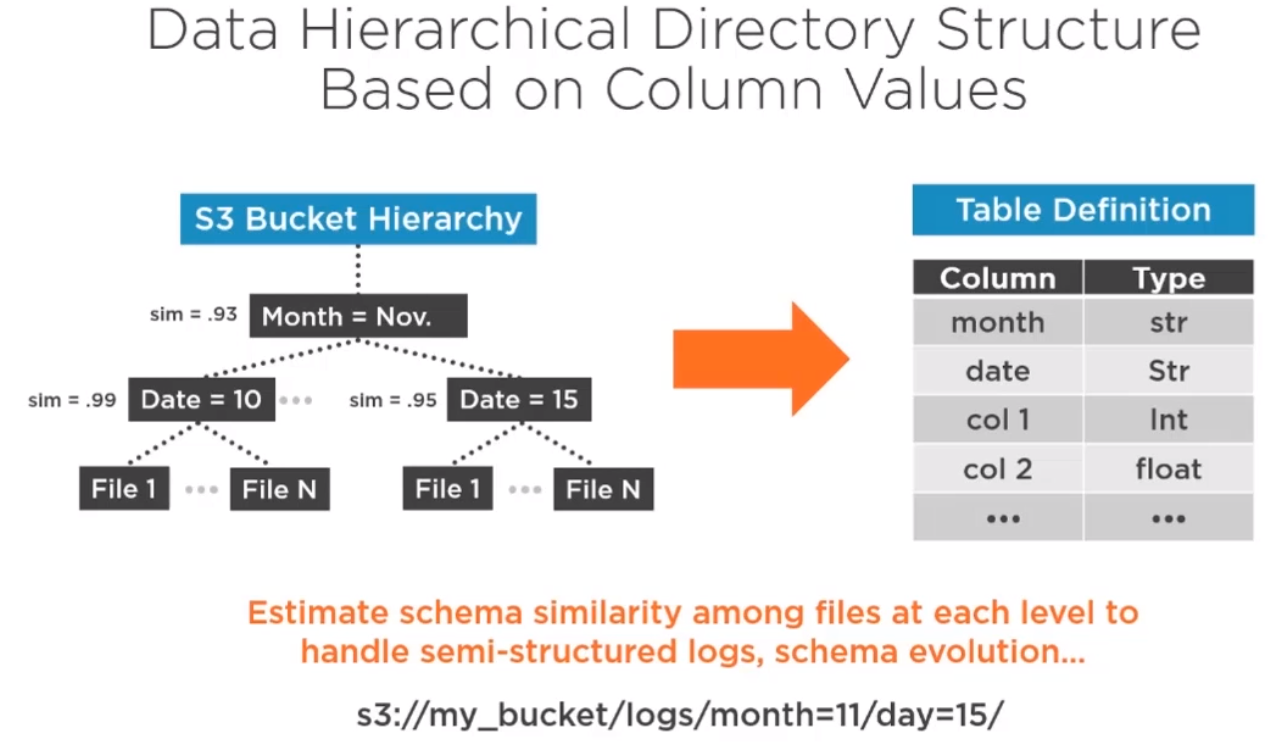 Data Hierarchical Directory Structure
Based on Column Values
S3 Bucket Hierarchy
sim = .93 Month = Nov.
sim = .99 Date = 10 ••• sim = .95 Date = 15
File 1 ••• File N File 1 ••• File N
Table Definition
Column Type
month str
date Str
col 1 Int
col 2 float
••• •••
Estimate schema similarity among files at each level to
handle semi-structured logs, schema evolution...
s3://my_bucket/logs/month=11/day=15/